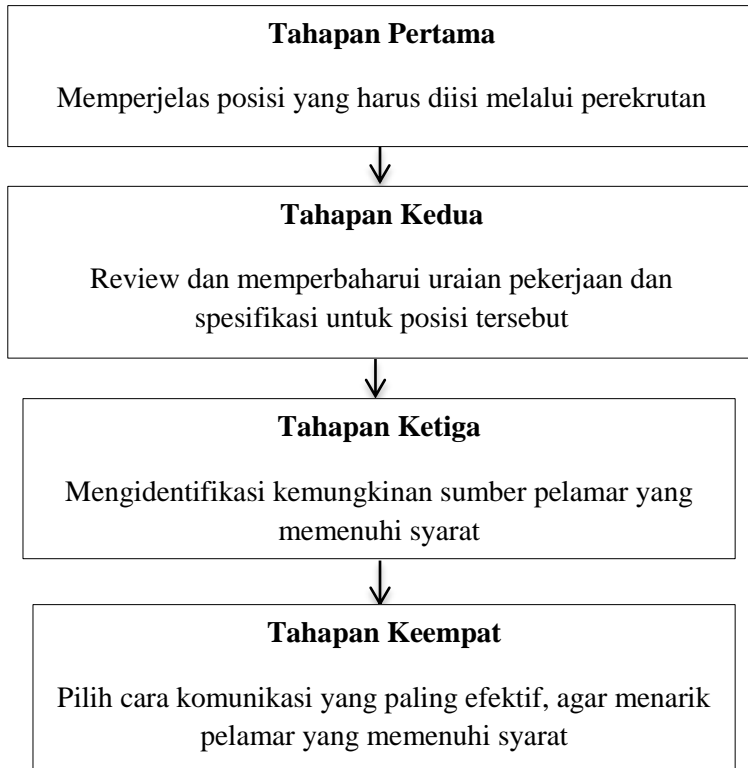 Tahapan Pertama
Memperjelas posisi yang harus diisi melalui perekrutan
Tahapan Kedua
Review dan memperbaharui uraian pekerjaan dan
spesifikasi untuk posisi tersebut
Tahapan Ketiga
Mengidentifikasi kemungkinan sumber pelamar yang
memenuhi syarat
Tahapan Keempat
Pilih cara komunikasi yang paling efektif, agar menarik
pelamar yang memenuhi syarat